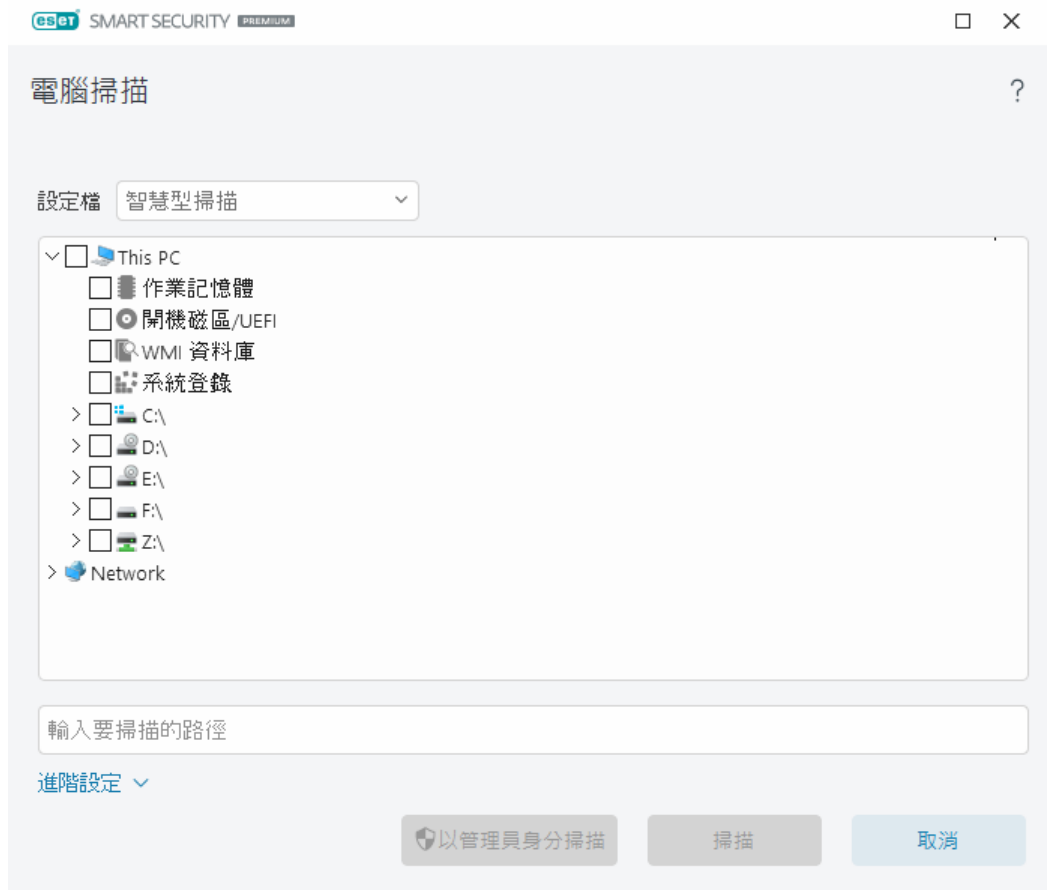 eset SMART SECURITY PREMIUM
電腦掃描
?
設定檔 智慧型掃描
This PC
作業記憶體
開機磁區/UEFI
WMI 資料庫
系統登錄
C:\
D:\
E:\
F:\
Z:\
Network
輸入要掃描的路徑
進階設定
以管理員身分掃描 掃描 取消